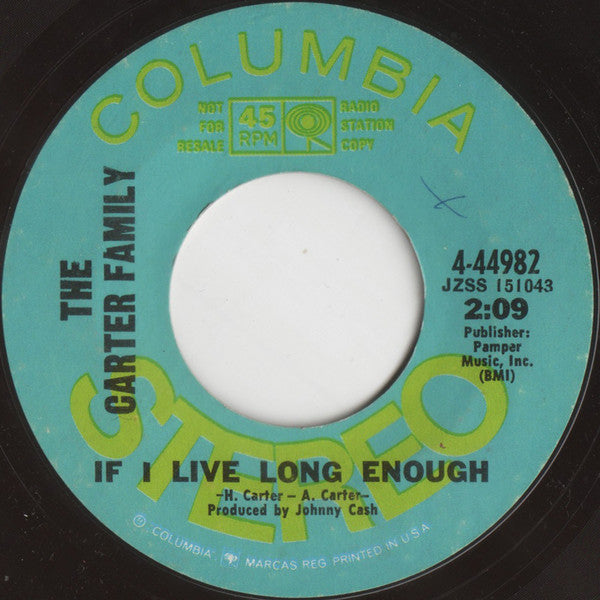 COLUMBIA
NOT FOR RESALE
45 RPM
RADIO STATION COPY
THE
CARTER FAMILY
4-44982
JZSS 151043
2:09
Publisher:
Pamper
Music, Inc.
(BMI)
STEREO
IF I LIVE LONG ENOUGH
-H. Carter - A. Carter-
Produced by Johnny Cash
© "COLUMBIA" MARCAS REG PRINTED IN U.S.A.